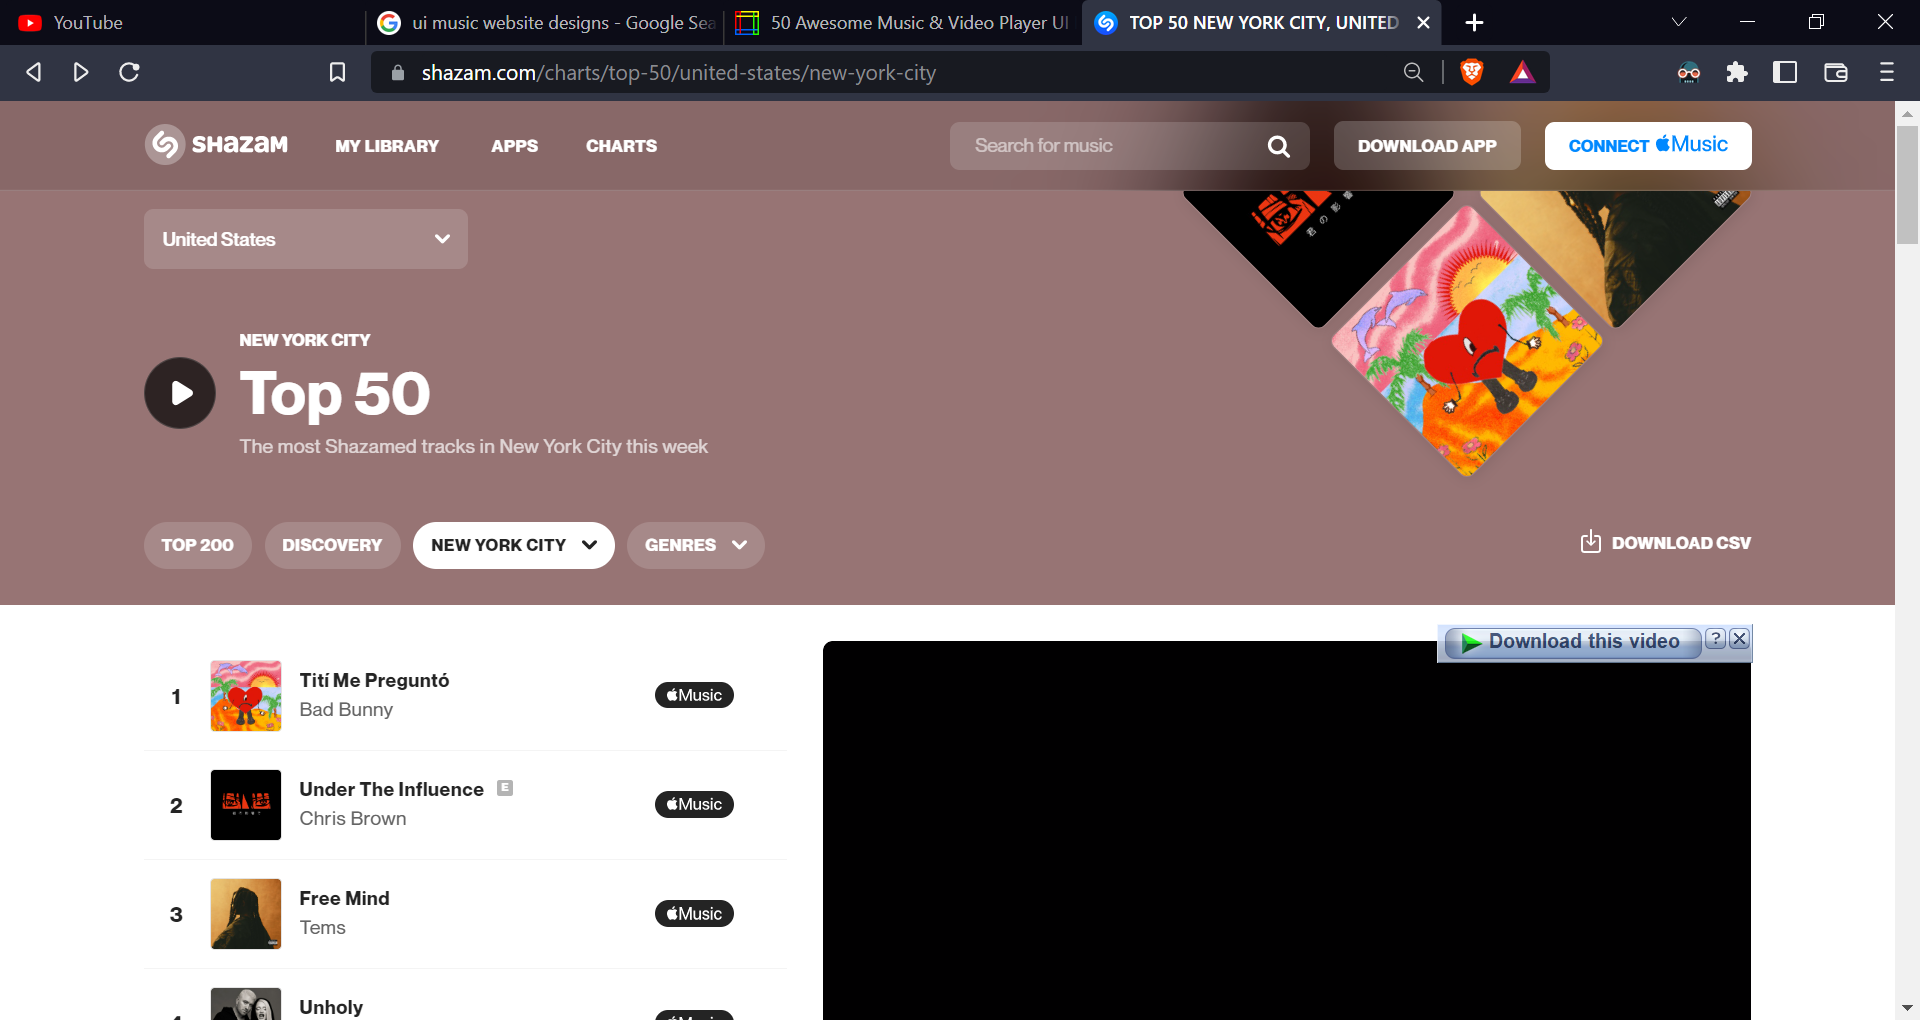 YouTube
ui music website designs - Google Sea
50 Awesome Music & Video Player UI
TOP 50 NEW YORK CITY, UNITED
shazam.com/charts/top-50/united-states/new-york-city
SHAZAM
MY LIBRARY
APPS
CHARTS
Search for music
DOWNLOAD APP
CONNECT Music
United States
君の影響
NEW YORK CITY
Top 50
The most Shazamed tracks in New York City this week
TOP 200
DISCOVERY
NEW YORK CITY
GENRES
DOWNLOAD CSV
Download this video
?
1
Tití Me Preguntó
Bad Bunny
Music
2
Under The Influence E
Chris Brown
Music
3
Free Mind
Tems
Music
Unholy